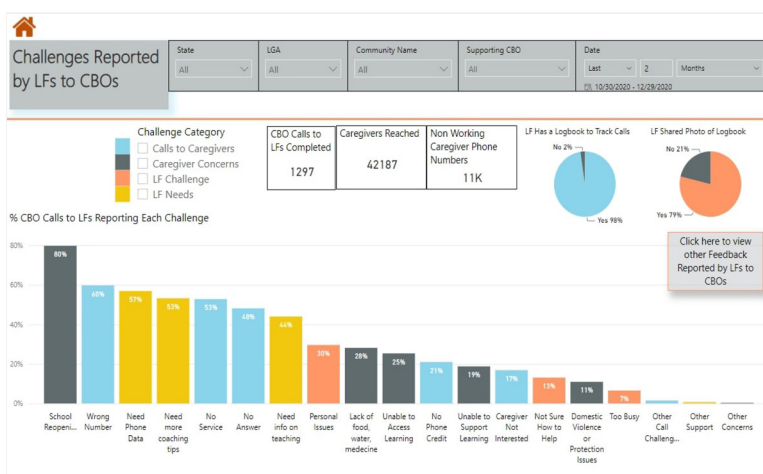 Challenges Reported
by LFs to CBOs
State
All
LGA
All
Community Name
All
Supporting CBO
All
Date
Last
2
Months
10/30/2020 - 12/29/2020
Challenge Category
Calls to Caregivers
Caregiver Concerns
LF Challenge
LF Needs
CBO Calls to
LFs Completed
1297
Caregivers Reached
42187
Non Working
Caregiver Phone
Numbers
11K
LF Has a Logbook to Track Calls
No 2%
Yes 98%
LF Shared Photo of Logbook
No 21%
Yes 79%
Click here to view
other Feedback
Reported by LFs to
CBOs
% CBO Calls to LFs Reporting Each Challenge
80%
60%
40%
20%
0%
80%
60%
57%
53%
53%
48%
44%
30%
28%
25%
21%
19%
17%
13%
11%
7%
School
Reopeni...
Wrong
Number
Need
Phone
Data
Need
more
coaching
tips
No
Service
No
Answer
Need
info on
teaching
Personal
Issues
Lack of
food,
water,
medecine
Unable to
Access
Learning
No
Phone
Credit
Unable to
Support
Learning
Caregiver
Not
Interested
Not Sure
How to
Help
Domestic
Violence
or
Protection
Issues
Too Busy
Other
Call
Challeng...
Other
Support
Other
Concerns